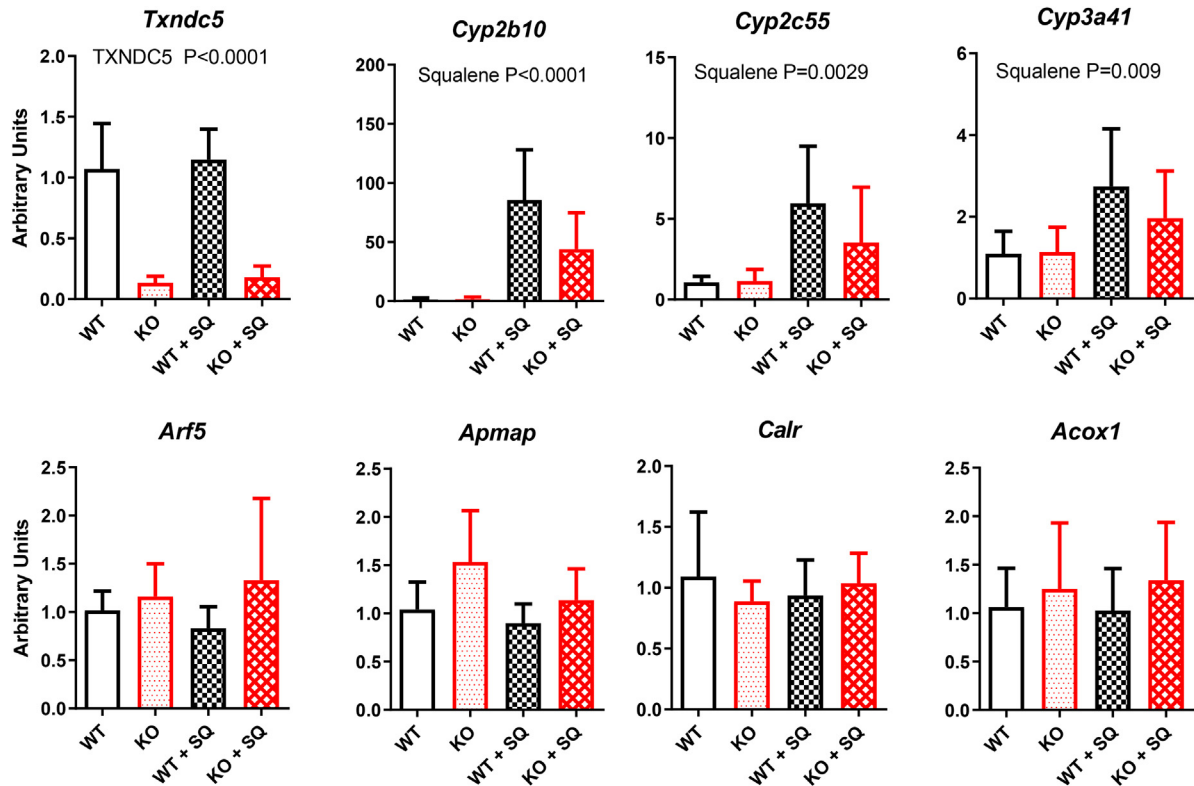 Txndc5
Cyp2b10
Cyp2c55
Cyp3a41
TXNDC5 P<0.0001
Squalene P<0.0001
Squalene P=0.0029
Squalene P=0.009
Arbitrary Units
2.0
1.5
1.0
0.5
0.0
WT
KO
WT + SQ
KO + SQ
200
150
100
50
0
WT
KO
WT + SQ
KO + SQ
15
10
5
0
WT
KO
WT + SQ
KO + SQ
6
4
2
0
WT
KO
WT + SQ
KO + SQ
Arf5
Apmap
Calr
Acox1
Arbitrary Units
2.5
2.0
1.5
1.0
0.5
0.0
WT
KO
WT + SQ
KO + SQ
2.5
2.0
1.5
1.0
0.5
0.0
WT
KO
WT + SQ
KO + SQ
2.0
1.5
1.0
0.5
0.0
WT
KO
WT + SQ
KO + SQ
2.5
2.0
1.5
1.0
0.5
0.0
WT
KO
WT + SQ
KO + SQ